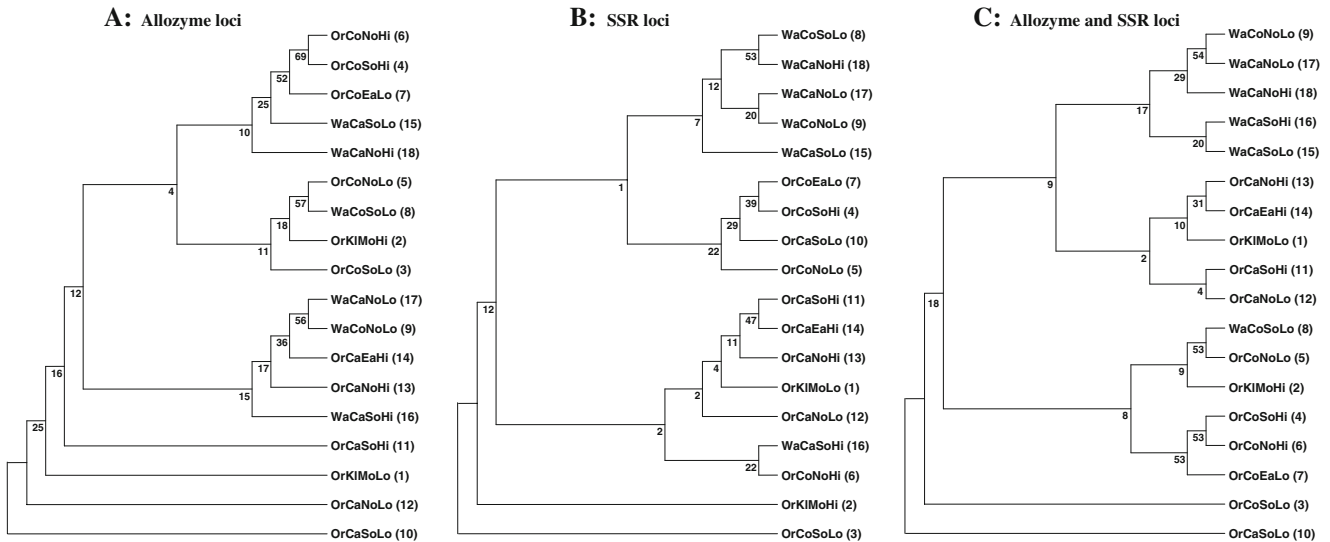 A: Allozyme loci
OrCoNoHi (6)
69
OrCoSoHi (4)
52
OrCoEaLo (7)
25
WaCaSoLo (15)
10
WaCaNoHi (18)
4
OrCoNoLo (5)
57
WaCoSoLo (8)
18
OrKlMoHi (2)
11
OrCoSoLo (3)
12
WaCaNoLo (17)
56
WaCoNoLo (9)
36
OrCaEaHi (14)
17
OrCaNoHi (13)
15
WaCaSoHi (16)
16
OrCaSoHi (11)
25
OrKlMoLo (1)
OrCaNoLo (12)
OrCaSoLo (10)
B: SSR loci
WaCoSoLo (8)
53
WaCaNoHi (18)
12
WaCaNoLo (17)
20
WaCoNoLo (9)
7
WaCaSoLo (15)
1
OrCoEaLo (7)
39
OrCoSoHi (4)
29
OrCaSoLo (10)
22
OrCoNoLo (5)
12
OrCaSoHi (11)
47
OrCaEaHi (14)
11
OrCaNoHi (13)
4
OrKlMoLo (1)
2
OrCaNoLo (12)
2
WaCaSoHi (16)
22
OrCoNoHi (6)
OrKlMoHi (2)
OrCoSoLo (3)
C: Allozyme and SSR loci
WaCoNoLo (9)
54
WaCaNoLo (17)
29
WaCaNoHi (18)
17
WaCaSoHi (16)
20
WaCaSoLo (15)
9
OrCaNoHi (13)
31
OrCaEaHi (14)
10
OrKlMoLo (1)
2
OrCaSoHi (11)
4
OrCaNoLo (12)
18
WaCoSoLo (8)
53
OrCoNoLo (5)
9
OrKlMoHi (2)
8
OrCoSoHi (4)
53
OrCoNoHi (6)
53
OrCoEaLo (7)
OrCoSoLo (3)
OrCaSoLo (10)